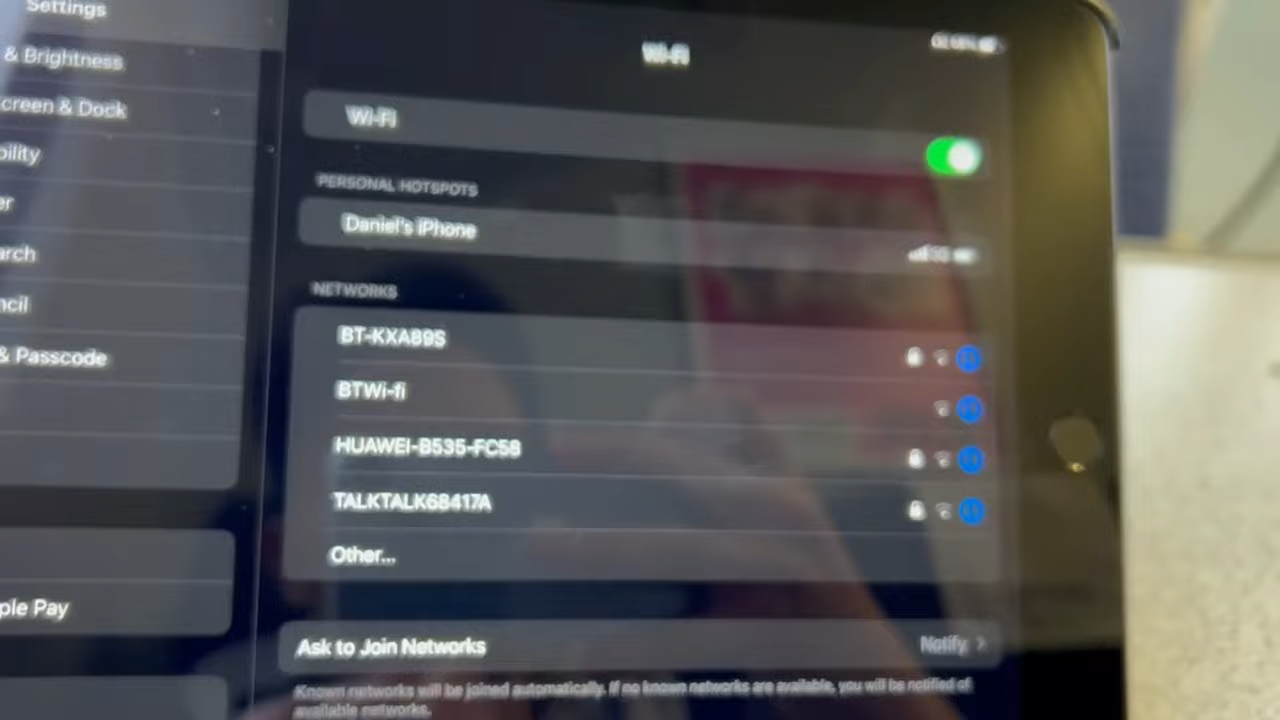 Settings
& Brightness
creen & Dock
bility
er
arch
ncil
& Passcode
ple Pay
Wi-Fi
Wi-Fi
PERSONAL HOTSPOTS
Daniel's iPhone
NETWORKS
BT-KXA89S
BTWi-fi
HUAWEI-B535-FC58
TALKTALK68417A
Other...
Ask to Join Networks Notify
Known networks will be joined automatically. If no known networks are available, you will be notified of
available networks.